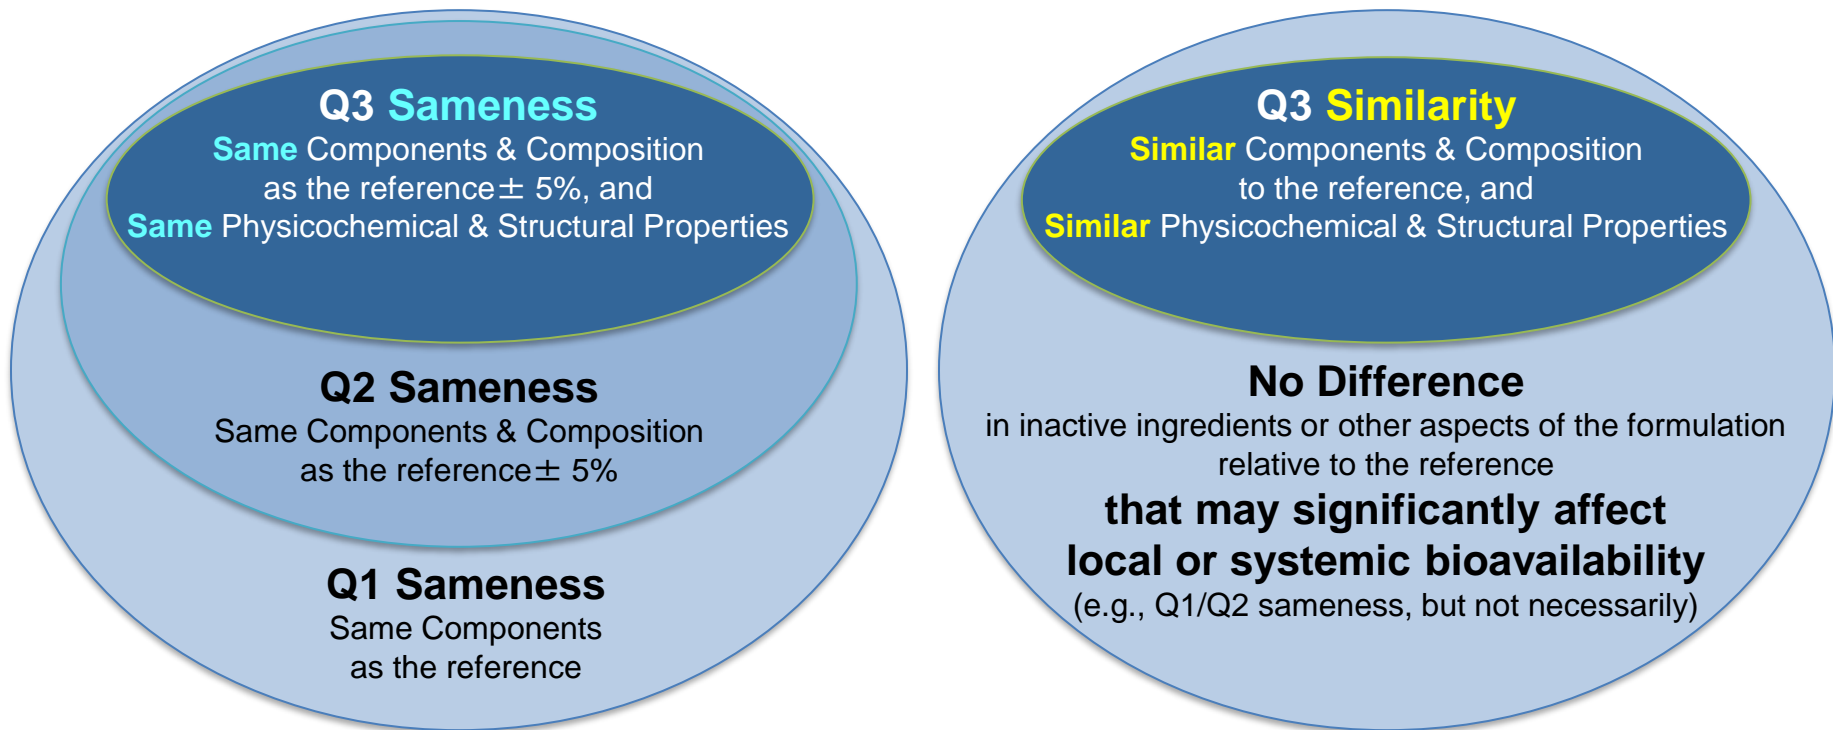 Q3 Sameness
Same Components & Composition
as the reference ± 5%, and
Same Physicochemical & Structural Properties
Q2 Sameness
Same Components & Composition
as the reference ± 5%
Q1 Sameness
Same Components
as the reference
Q3 Similarity
Similar Components & Composition
to the reference, and
Similar Physicochemical & Structural Properties
No Difference
in inactive ingredients or other aspects of the formulation
relative to the reference
that may significantly affect
local or systemic bioavailability
(e.g., Q1/Q2 sameness, but not necessarily)